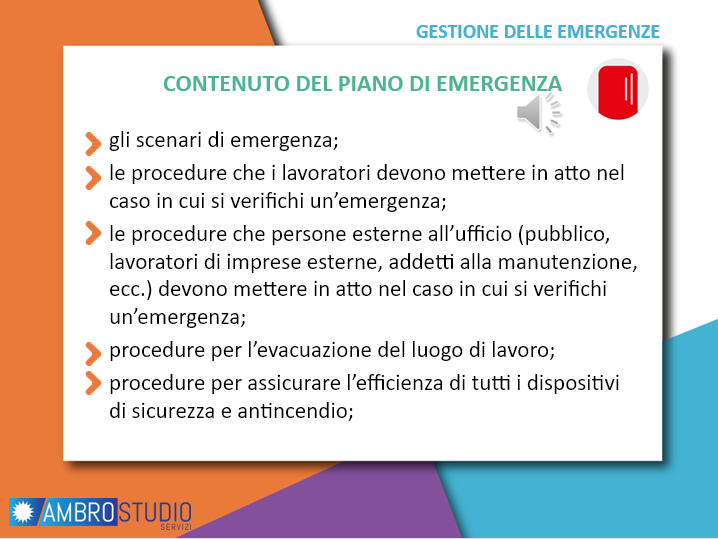 GESTIONE DELLE EMERGENZE
CONTENUTO DEL PIANO DI EMERGENZA
gli scenari di emergenza;
le procedure che i lavoratori devono mettere in atto nel
caso in cui si verifichi un'emergenza;
le procedure che persone esterne all'ufficio (pubblico,
lavoratori di imprese esterne, addetti alla manutenzione,
ecc.) devono mettere in atto nel caso in cui si verifichi
un'emergenza;
procedure per l'evacuazione del luogo di lavoro;
procedure per assicurare l'efficienza di tutti i dispositivi
di sicurezza e antincendio;
AMBROSTUDIO
SERVIZI